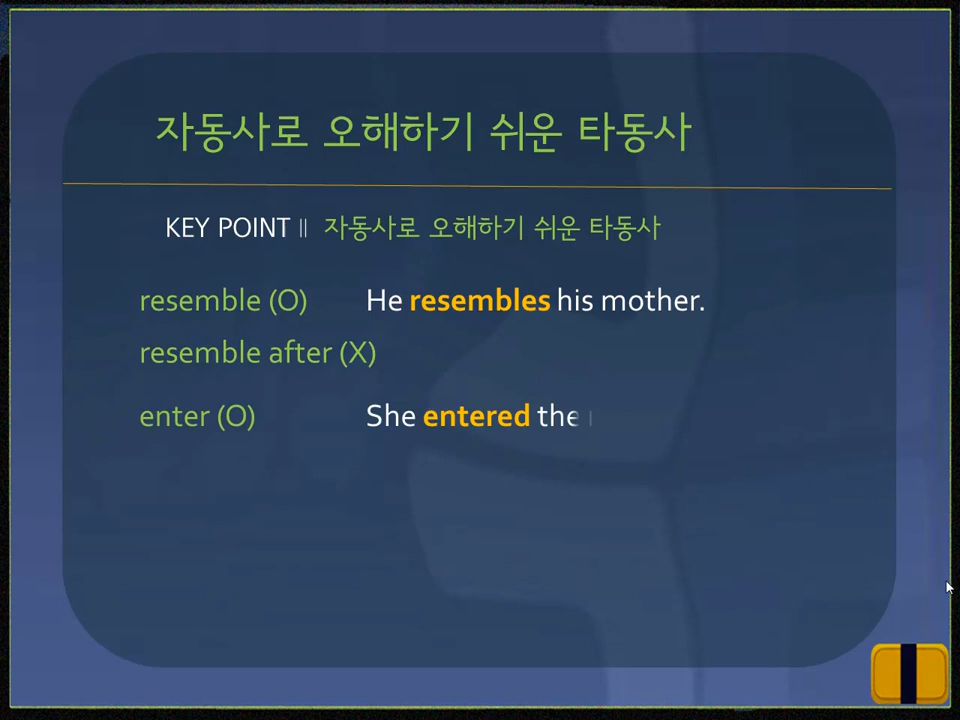 자동사로 오해하기 쉬운 타동사
KEY POINT Ⅱ 자동사로 오해하기 쉬운 타동사
resemble (O) He resembles his mother.
resemble after (X)
enter (O) She entered the